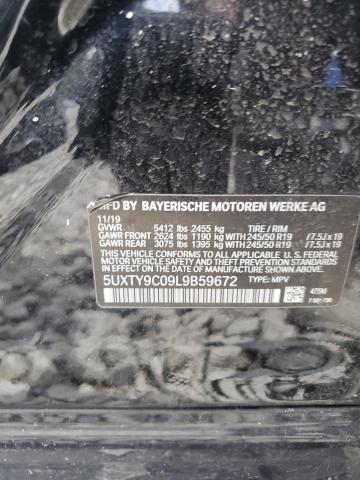 MFD BY BAYERISCHE MOTOREN WERKE AG
11/19
GVWR 5412 lbs 2455 kg TIRE / RIM
GAWR FRONT 2624 lbs 1190 kg WITH 245/50 R19 /7.5J x 19
GAWR REAR 3075 lbs 1395 kg WITH 245/50 R19 /7.5J x 19
THIS VEHICLE CONFORMS TO ALL APPLICABLE U.S. FEDERAL
MOTOR VEHICLE SAFETY AND THEFT PREVENTION STANDARDS
IN EFFECT ON THE DATE OF MANUFACTURE SHOWN ABOVE.
5UXTY9C09L9B59672 TYPE: MPV
475M